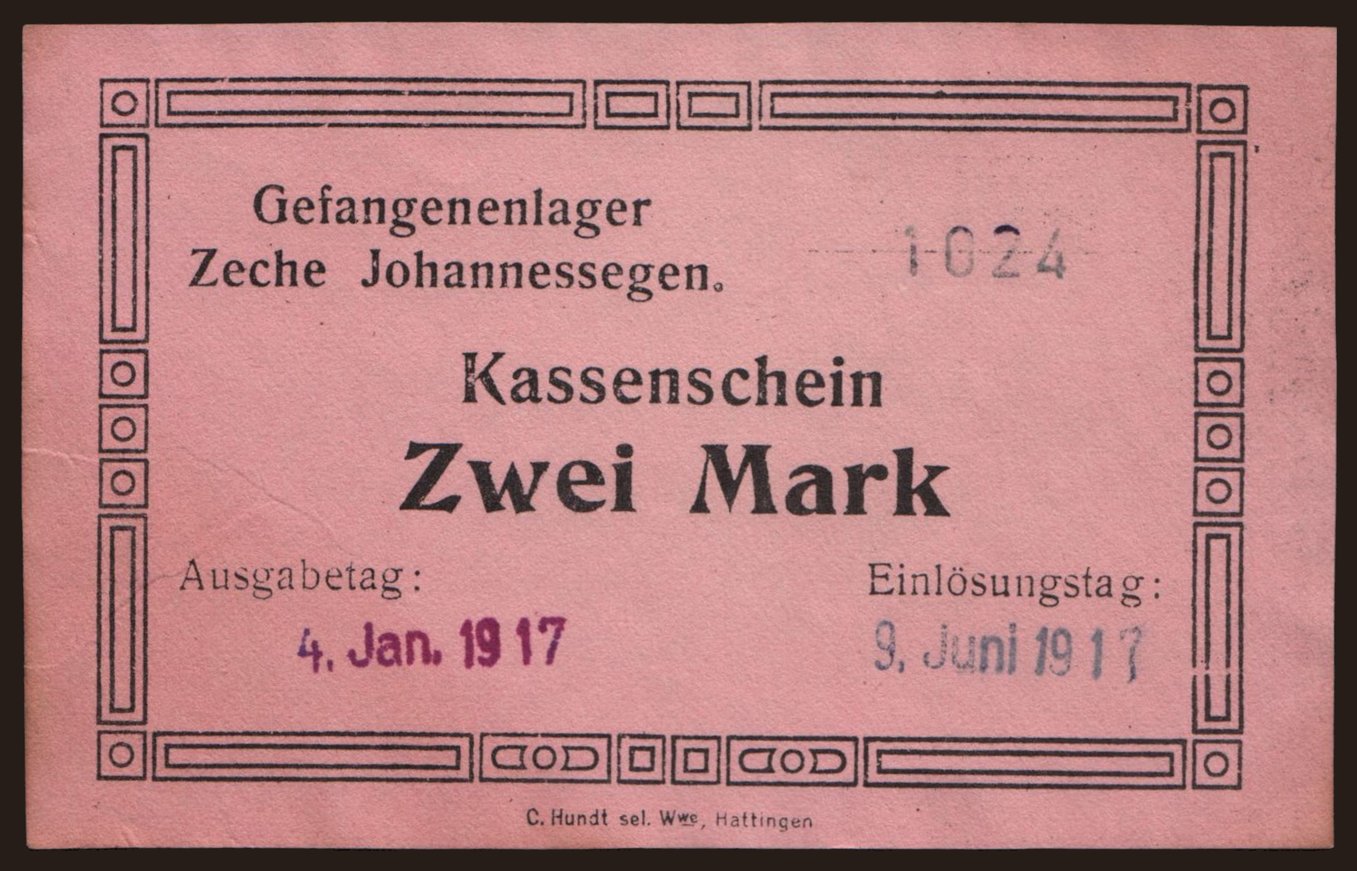 Gefangenenlager
Zeche Johannessegen.
1024
Kassenschein
Zwei Mark
Ausgabetag:
Einlösungstag:
4. Jan. 1917
9. Juni 1917
C. Hundt sel. Wwe, Hattingen